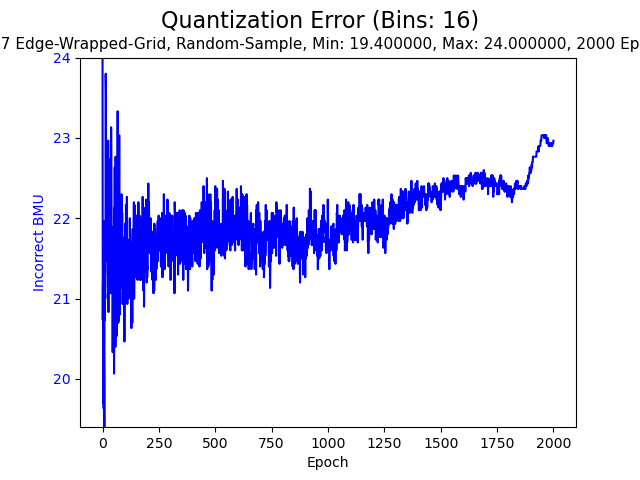 Quantization Error (Bins: 16)
7 Edge-Wrapped-Grid, Random-Sample, Min: 19.400000, Max: 24.000000, 2000 Ep
24
23
22
21
20
Incorrect BMU
0 250 500 750 1000 1250 1500 1750 2000
Epoch